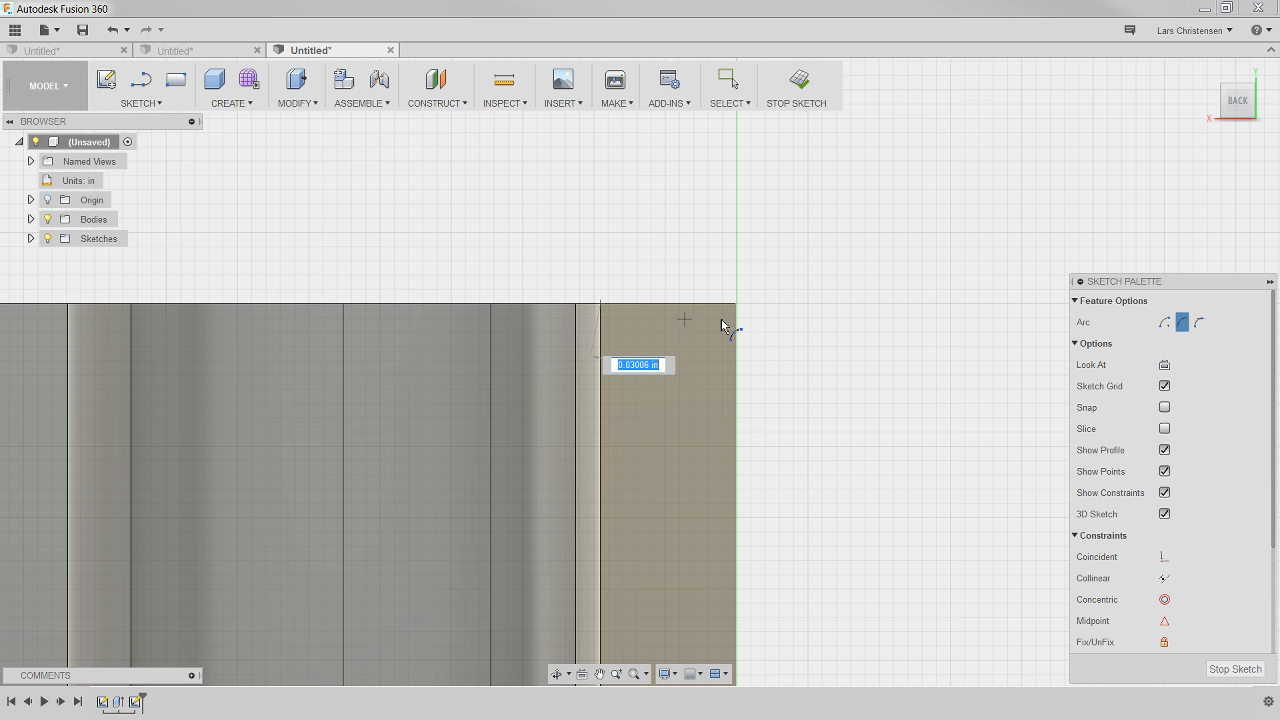 Autodesk Fusion 360
Lars Christensen
Untitled*
Untitled*
Untitled*
MODEL
SKETCH
CREATE
MODIFY
ASSEMBLE
CONSTRUCT
INSPECT
INSERT
MAKE
ADD-INS
SELECT
STOP SKETCH
BROWSER
(Unsaved)
Named Views
Units: in
Origin
Bodies
Sketches
Y
BACK
X
0.03006 in
SKETCH PALETTE
Feature Options
Arc
Options
Look At
Sketch Grid
Snap
Slice
Show Profile
Show Points
Show Constraints
3D Sketch
Constraints
Coincident
Collinear
Concentric
Midpoint
Fix/UnFix
Stop Sketch
COMMENTS